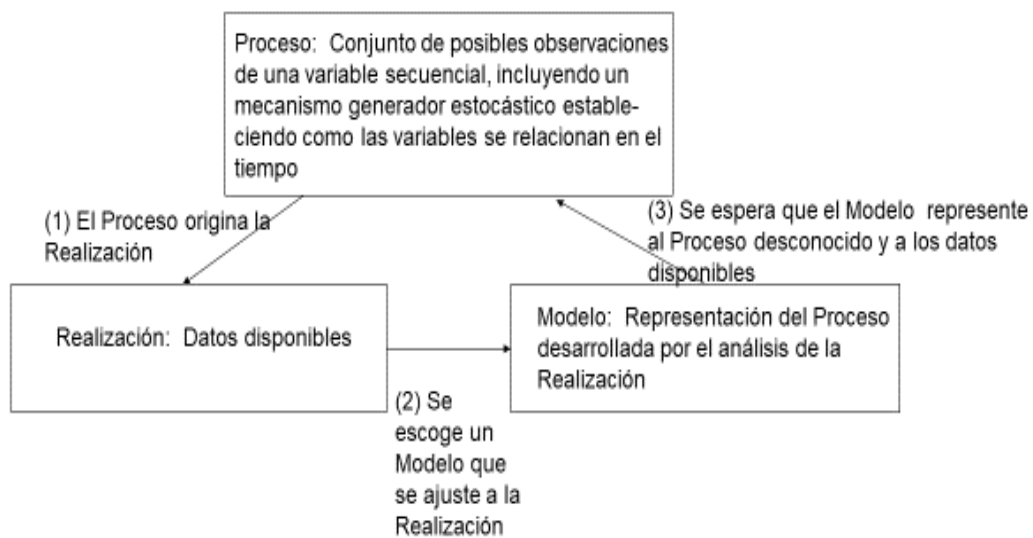 Proceso: Conjunto de posibles observaciones
de una variable secuencial, incluyendo un
mecanismo generador estocástico estable-
ciendo como las variables se relacionan en el
tiempo
(1) El Proceso origina la
Realización
(3) Se espera que el Modelo represente
al Proceso desconocido y a los datos
disponibles
Realización: Datos disponibles
Modelo: Representación del Proceso
desarrollada por el análisis de la
Realización
(2) Se
escoge un
Modelo que
se ajuste a la
Realización